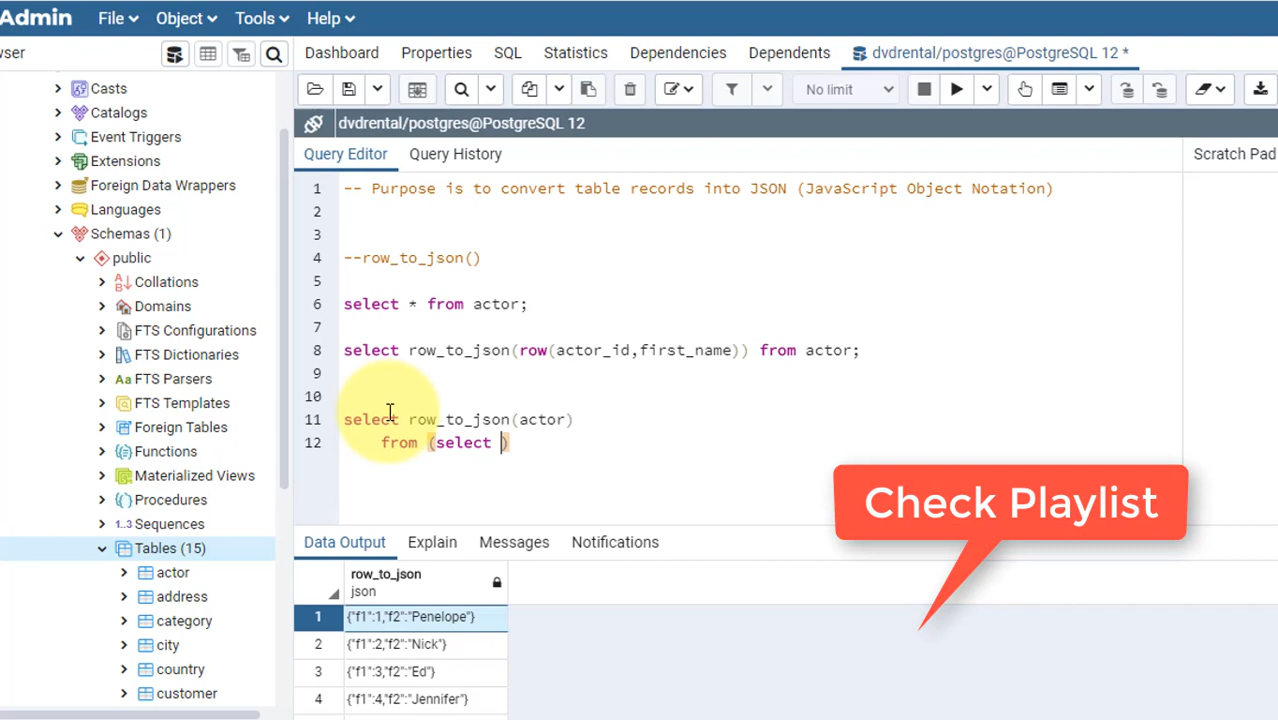 Admin File Object Tools Help
wser Dashboard Properties SQL Statistics Dependencies Dependents dvdrental/postgres@PostgreSQL 12 *
No limit
dvdrental/postgres@PostgreSQL 12
Query Editor Query History Scratch Pad
Casts
Catalogs
Event Triggers
Extensions
Foreign Data Wrappers
Languages
Schemas (1)
public
Collations
Domains
FTS Configurations
FTS Dictionaries
Aa FTS Parsers
FTS Templates
Foreign Tables
Functions
Materialized Views
Procedures
1..3 Sequences
Tables (15)
actor
address
category
city
country
customer
1 -- Purpose is to convert table records into JSON (JavaScript Object Notation)
2
3
4 --row_to_json()
5
6 select * from actor;
7
8 select row_to_json(row(actor_id,first_name)) from actor;
9
10
11 select row_to_json(actor)
12 from (select )
Check Playlist
Data Output Explain Messages Notifications
row_to_json
json
1 {"f1":1,"f2":"Penelope"}
2 {"f1":2,"f2":"Nick"}
3 {"f1":3,"f2":"Ed"}
4 {"f1":4,"f2":"Jennifer"}